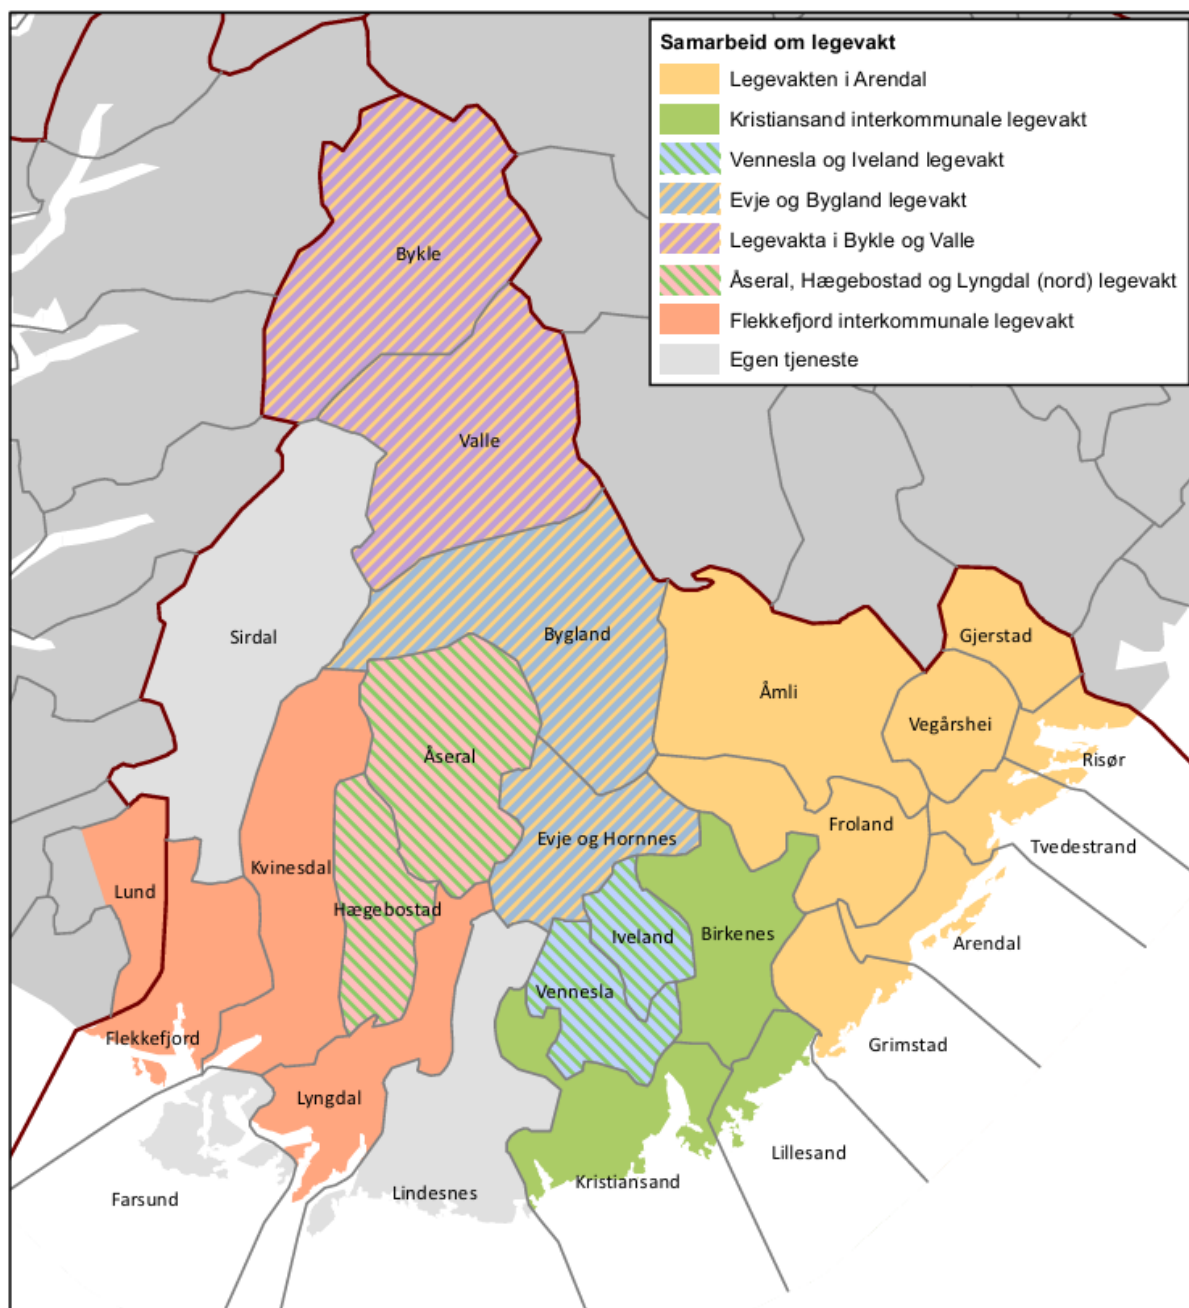 Samarbeid om legevakt
Legevakten i Arendal
Kristiansand interkommunale legevakt
Vennesla og Iveland legevakt
Evje og Bygland legevakt
Legevakta i Bykle og Valle
Åseral, Hægebostad og Lyngdal (nord) legevakt
Flekkefjord interkommunale legevakt
Egen tjeneste
Bykle
Valle
Sirdal
Bygland
Gjerstad
Åmli
Vegårshei
Åseral
Risør
Froland
Evje og Hornnes
Tvedestrand
Kvinesdal
Lund
Hægebostad
Iveland
Birkenes
Arendal
Vennesla
Flekkefjord
Grimstad
Lyngdal
Lillesand
Kristiansand
Lindesnes
Farsund